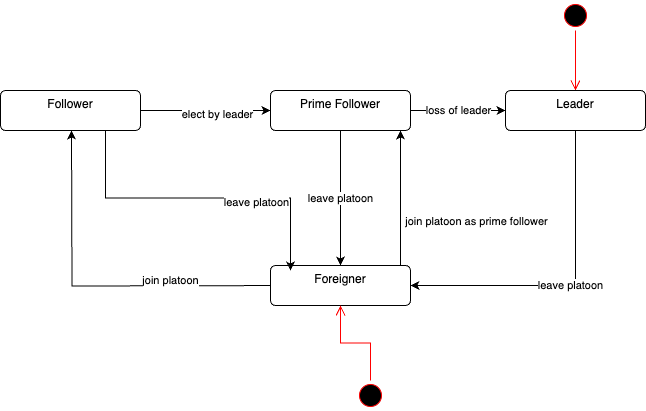 Follower
Prime Follower
Leader
elect by leader
loss of leader
leave platoon
leave platoon
join platoon as prime follower
join platoon
Foreigner
leave platoon